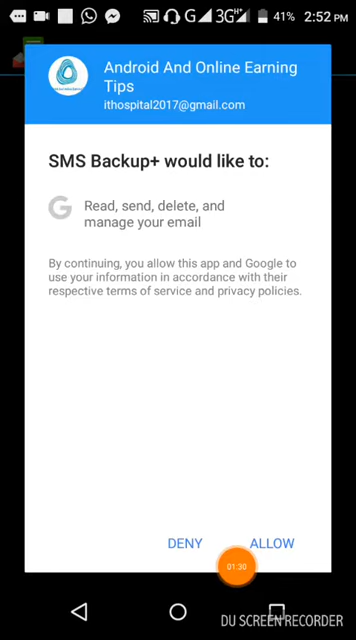 G 3G H+ 41% 2:52 PM
Android And Online Earning
Tips
ithospital2017@gmail.com
SMS Backup+ would like to:
G Read, send, delete, and
manage your email
By continuing, you allow this app and Google to
use your information in accordance with their
respective terms of service and privacy policies.
DENY ALLOW
01:30
DU SCREEN RECORDER